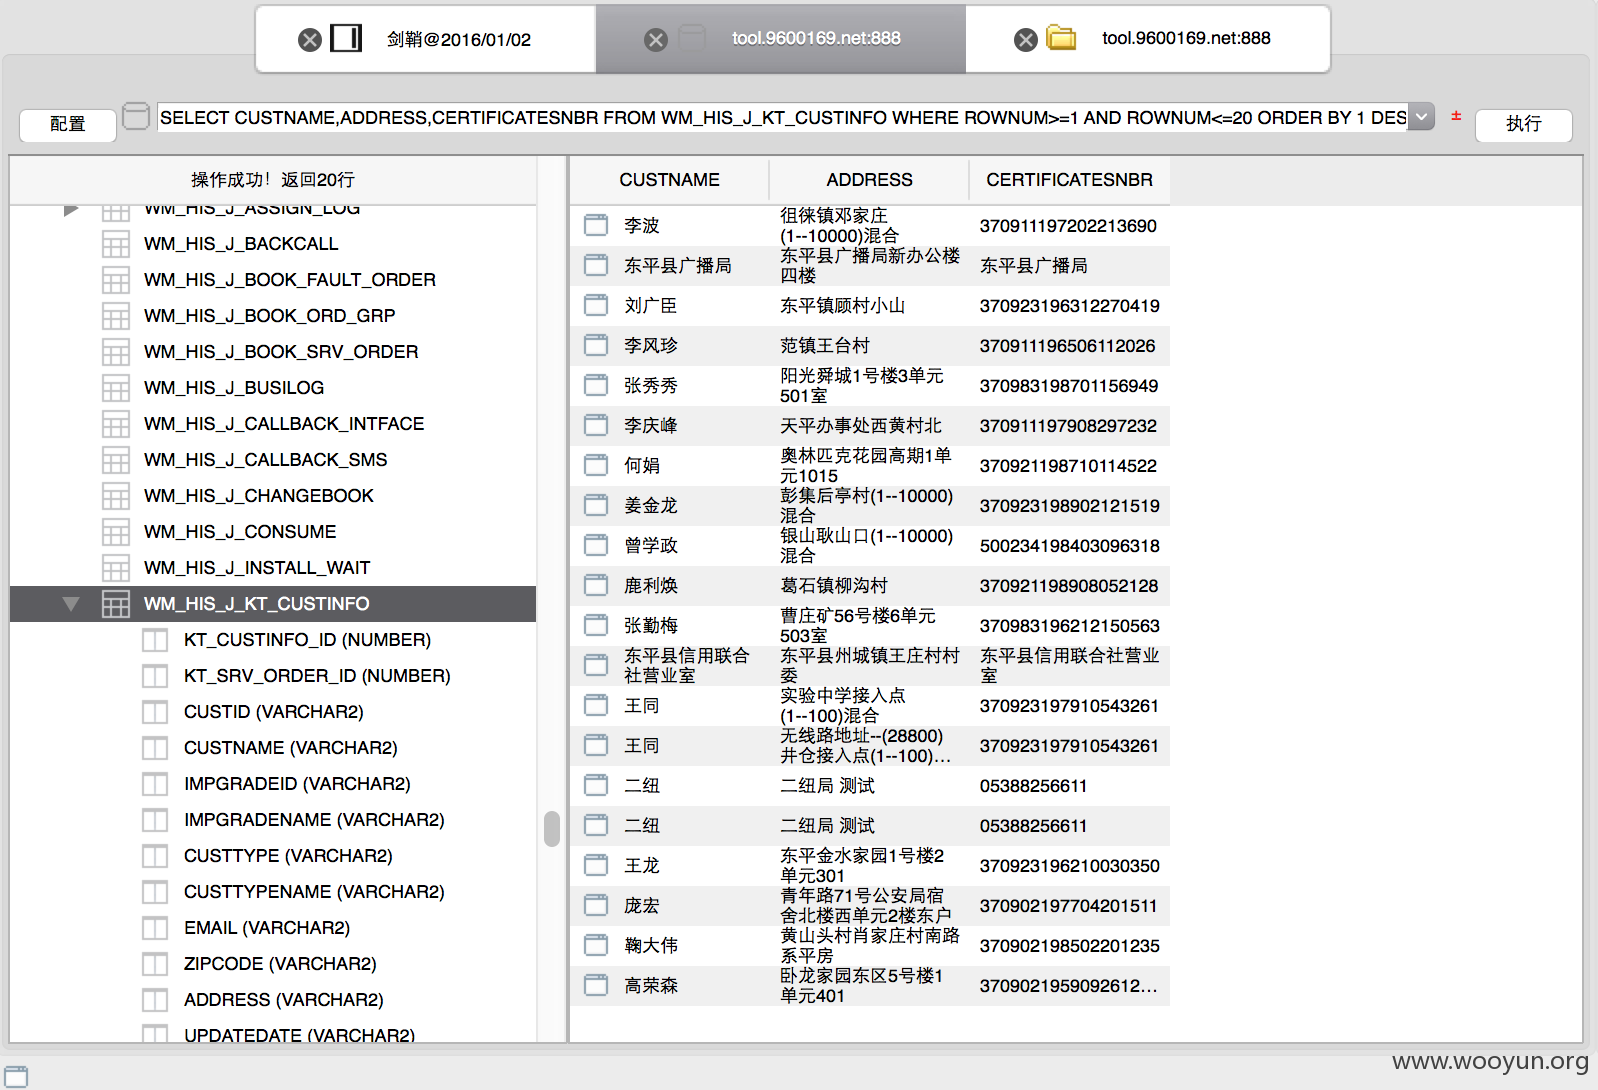 剑鞘@2016/01/02
tool.9600169.net:888
tool.9600169.net:888
配置
SELECT CUSTNAME,ADDRESS,CERTIFICATESNBR FROM WM_HIS_J_KT_CUSTINFO WHERE ROWNUM>=1 AND ROWNUM<=20 ORDER BY 1 DES
±
执行
操作成功！返回20行
WM_HIS_J_ASSIGN_LOG
WM_HIS_J_BACKCALL
WM_HIS_J_BOOK_FAULT_ORDER
WM_HIS_J_BOOK_ORD_GRP
WM_HIS_J_BOOK_SRV_ORDER
WM_HIS_J_BUSILOG
WM_HIS_J_CALLBACK_INTFACE
WM_HIS_J_CALLBACK_SMS
WM_HIS_J_CHANGEBOOK
WM_HIS_J_CONSUME
WM_HIS_J_INSTALL_WAIT
WM_HIS_J_KT_CUSTINFO
KT_CUSTINFO_ID (NUMBER)
KT_SRV_ORDER_ID (NUMBER)
CUSTID (VARCHAR2)
CUSTNAME (VARCHAR2)
IMPGRADEID (VARCHAR2)
IMPGRADENAME (VARCHAR2)
CUSTTYPE (VARCHAR2)
CUSTTYPENAME (VARCHAR2)
EMAIL (VARCHAR2)
ZIPCODE (VARCHAR2)
ADDRESS (VARCHAR2)
UPDATEDATE (VARCHAR2)
CUSTNAME ADDRESS CERTIFICATESNBR
李波 徂徕镇邓家庄 370911197202213690
(1--10000)混合
东平县广播局 东平县广播局新办公楼 东平县广播局
四楼
刘广臣 东平镇顾村小山 370923196312270419
李风珍 范镇王台村 370911196506112026
张秀秀 阳光舜城1号楼3单元 370983198701156949
501室
李庆峰 天平办事处西黄村北 370911197908297232
何娟 奥林匹克花园高期1单 370921198710114522
元1015
姜金龙 彭集后亭村(1--10000) 370923198902121519
混合
曾学政 银山耿山口(1--10000) 500234198403096318
混合
鹿利焕 葛石镇柳沟村 370921198908052128
张勤梅 曹庄矿56号楼6单元 370983196212150563
503室
东平县信用联合 东平县州城镇王庄村村 东平县信用联合社营业
社营业室 委 室
王同 实验中学接入点 370923197910543261
(1--100)混合
王同 无线路地址--(28800) 370923197910543261
井仓接入点(1--100)...
二纽 二纽局 测试 05388256611
二纽 二纽局 测试 05388256611
王龙 东平金水家园1号楼2 370923196210030350
单元301
庞宏 青年路71号公安局宿 370902197704201511
舍北楼西单元2楼东户
鞠大伟 黄山头村肖家庄村南路 370902198502201235
系平房
高荣森 卧龙家园东区5号楼1 3709021959092612...
单元401
www.wooyun.org